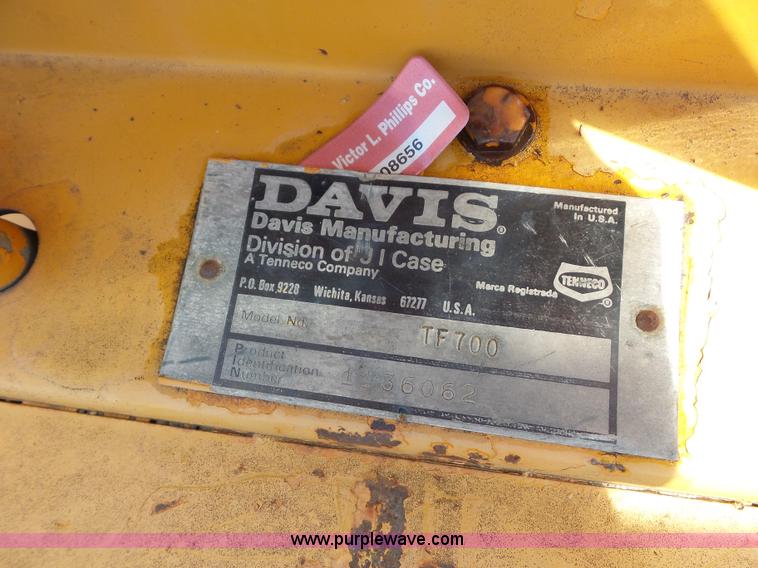 Victor L. Phillips Co.
08656
DAVIS®
Davis Manufacturing
Division of J I Case
A Tenneco Company
Manufactured
In U.S.A.
TENNECO
®
Marca Registrada
P.O. Box 9228 Wichita, Kansas 67277 U.S.A.
Model No. TF700
Product
Identification
Number 1236062
www.purplewave.com